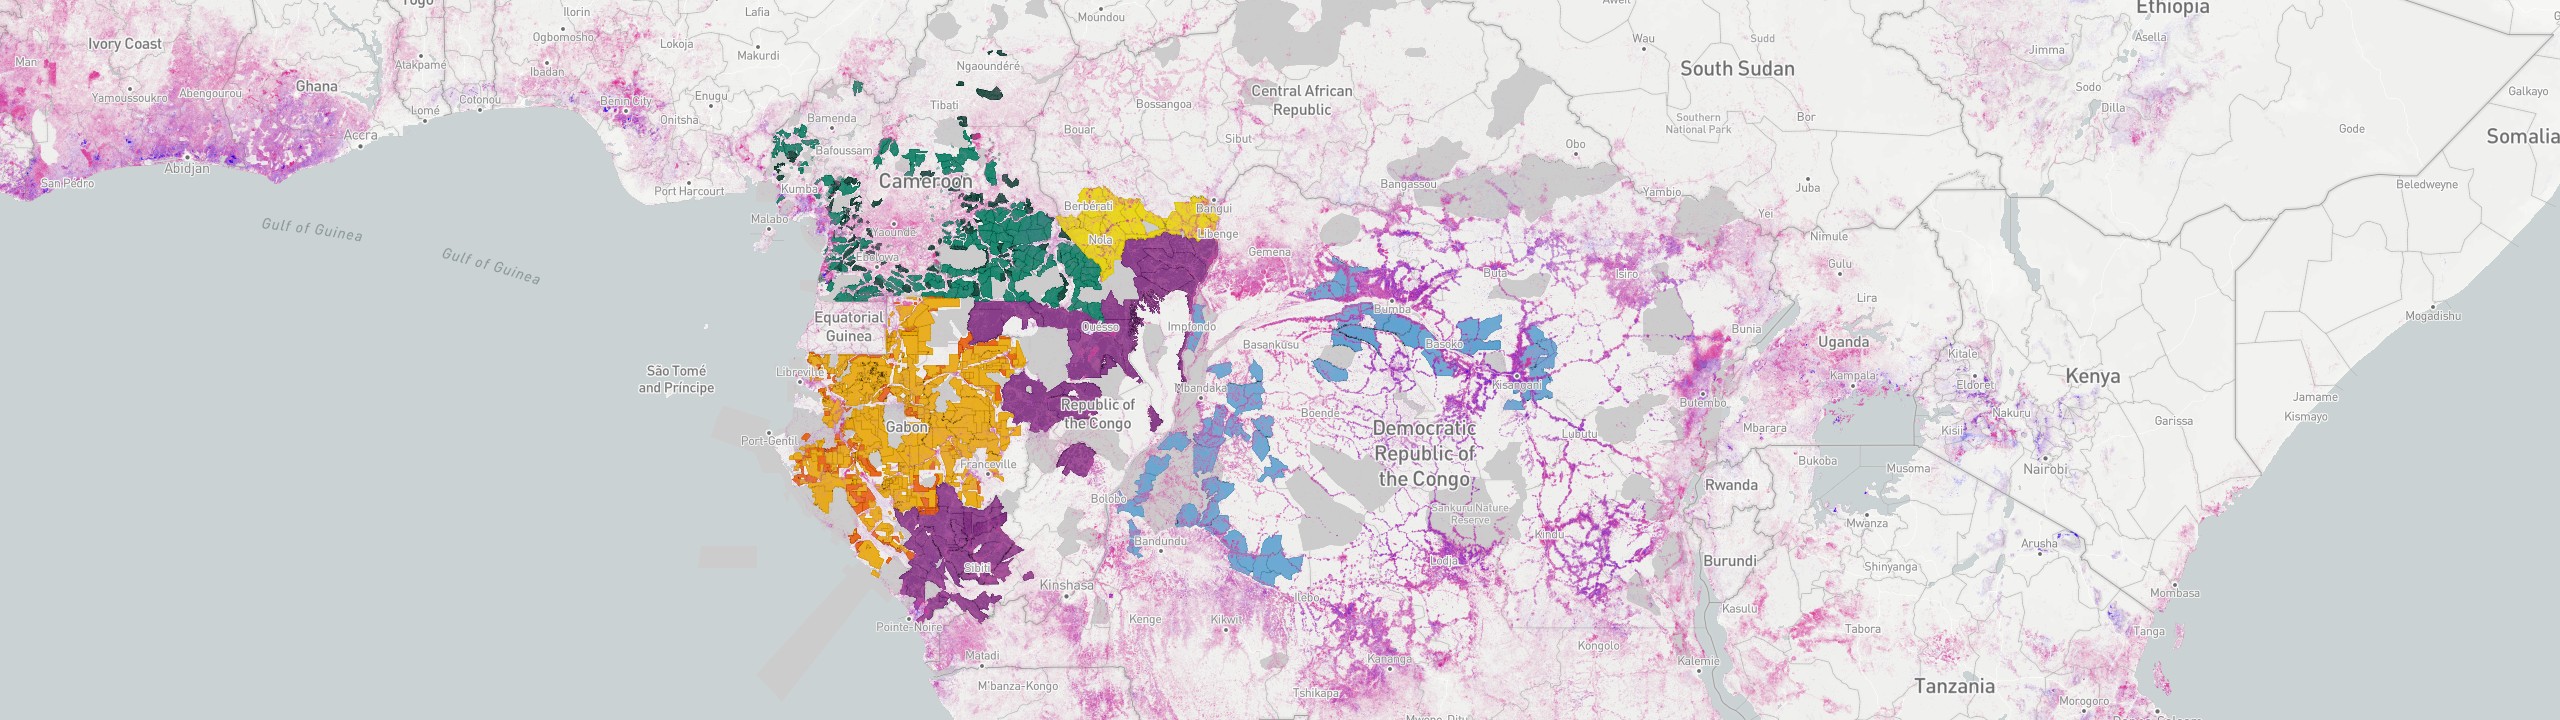 Togo
Ilorin
Lafia
Moundou
Aweil
Ethiopia
Ivory Coast
Ogbomosho
Lokoja
Makurdi
Wau
Sudd
Asella
Man
Atakpamé
Ibadan
Ngaoundéré
South Sudan
Jimma
Ghana
Central African
Republic
Sodo
Galkayo
Yamoussoukro
Abengourou
Lomé
Cotonou
Benin City
Enugu
Onitsha
Tibati
Bossangoa
Dilla
Accra
Bamenda
Bouar
Sibut
Southern
National Park
Bor
Gode
Somalia
Abidjan
Bafoussam
Obo
San Pédro
Port Harcourt
Kumba
Cameroon
Bangassou
Yambio
Juba
Beledweyne
Malabo
Berbérati
Bangui
Yei
Gulf of Guinea
Yaoundé
Nola
Libenge
Nimule
Gulf of Guinea
Ebolowa
Gemena
Buta
Isiro
Gulu
Lira
Equatorial
Guinea
Ouésso
Impfondo
Bumba
Bunia
Mogadishu
Basankusu
Basoko
Uganda
Kitale
São Tomé
and Príncipe
Libreville
Mbandaka
Kisangani
Kampala
Eldoret
Kenya
Republic of
the Congo
Boende
Butembo
Nakuru
Jamame
Kismayo
Port-Gentil
Gabon
Democratic
Republic of
the Congo
Lubutu
Mbarara
Kisii
Garissa
Franceville
Bukoba
Musoma
Nairobi
Bolobo
Rwanda
Sankuru Nature
Reserve
Mwanza
Bandundu
Kindu
Arusha
Sibiti
Lodja
Burundi
Shinyanga
Kinshasa
Ilebo
Mombasa
Pointe-Noire
Kenge
Kikwit
Kasulu
Tabora
Tanga
Matadi
Kananga
Kongolo
Kalemie
M'banza-Kongo
Tshikapa
Tanzania
Morogoro